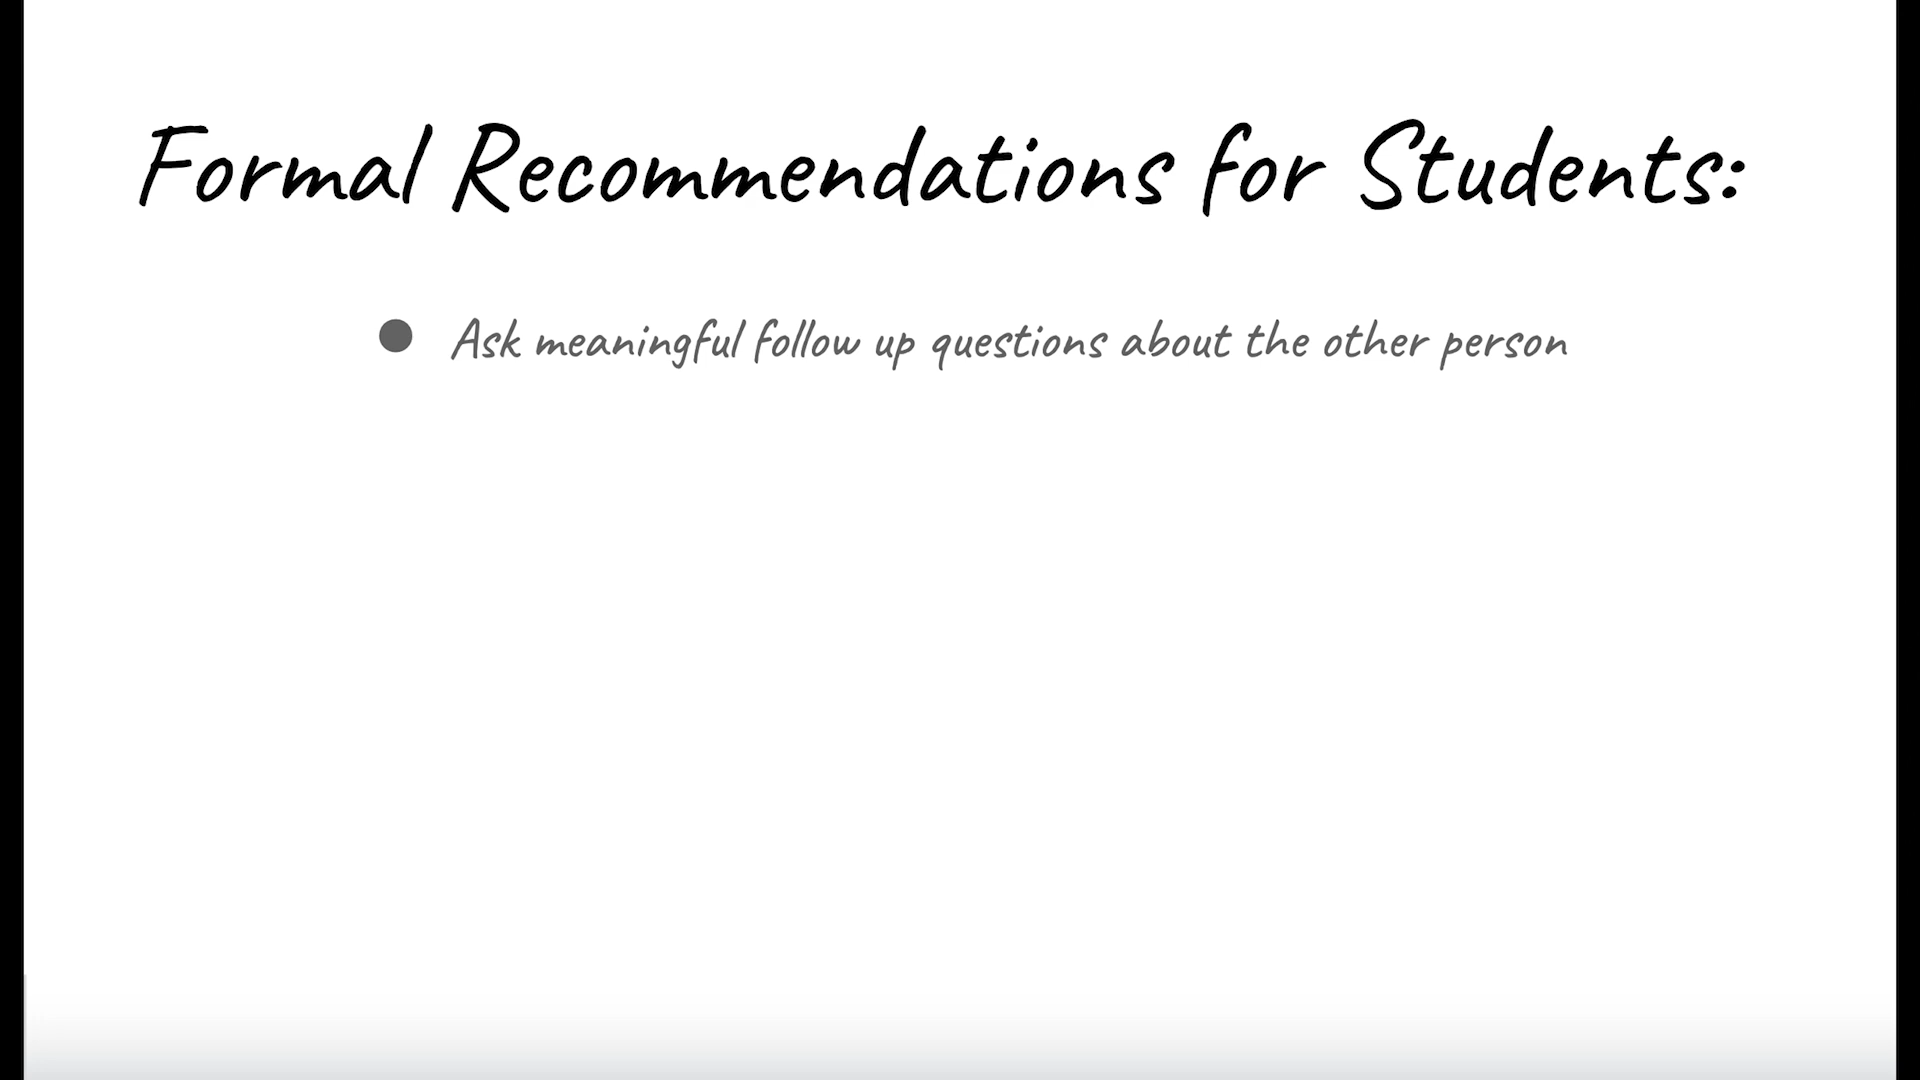 Formal Recommendations for Students:
● Ask meaningful follow up questions about the other person